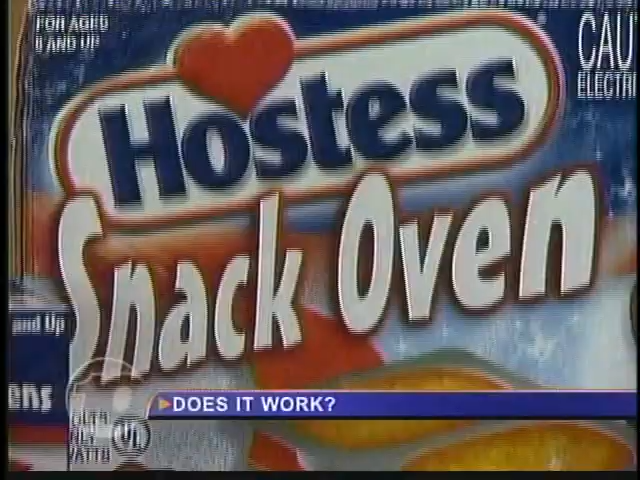 FOR AGES
8 AND UP
CAU
ELECTRI
Hostess
Snack Oven
and Up
ens
DOES IT WORK?